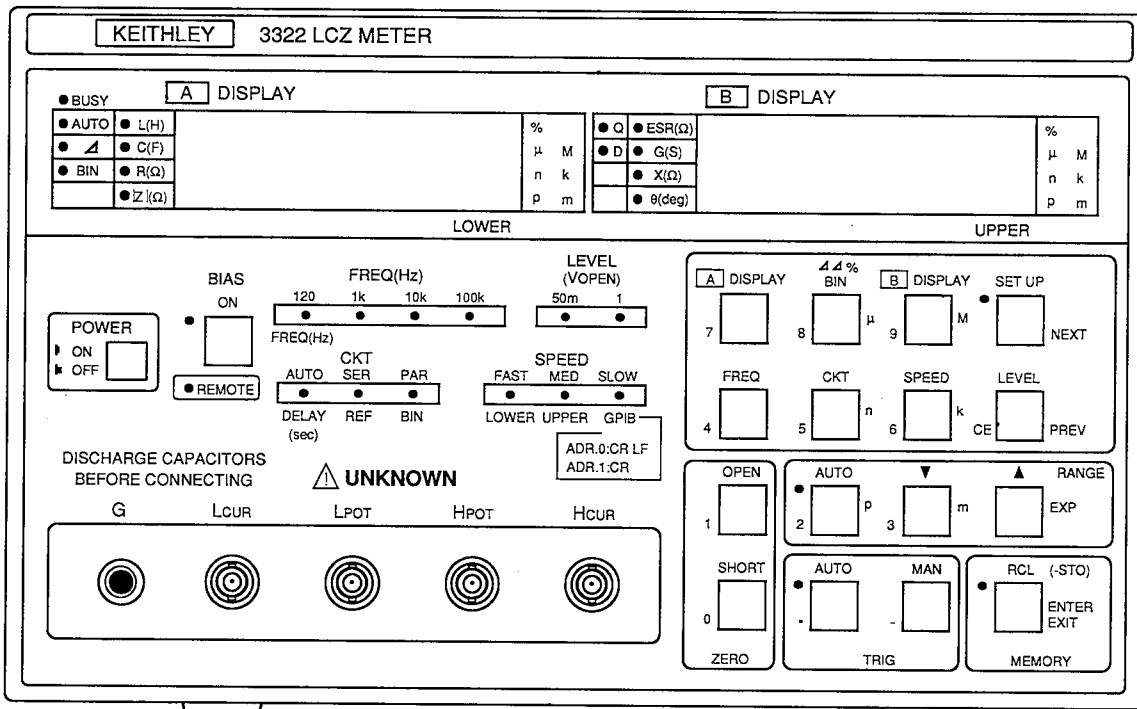 KEITHLEY 3322 LCZ METER
A DISPLAY
B DISPLAY
BUSY
AUTO L(H)
C(F)
BIN R(Ω)
|Z|(Ω)
%
μ M
n k
p m
Q ESR(Ω)
D G(S)
X(Ω)
θ(deg)
%
μ M
n k
p m
LOWER
UPPER
POWER
ON
OFF
BIAS
ON
REMOTE
FREQ(Hz)
120 1k 10k 100k
FREQ(Hz)
LEVEL
(VOPEN)
50m 1
CKT
AUTO SER PAR
DELAY REF BIN
(sec)
SPEED
FAST MED SLOW
LOWER UPPER GPIB
ADR.0:CR LF
ADR.1:CR
DISCHARGE CAPACITORS
BEFORE CONNECTING
UNKNOWN
G LCUR LPOT HPOT HCUR
A DISPLAY
⊿⊿%
BIN
B DISPLAY
SET UP
7 8 μ 9 M NEXT
FREQ CKT SPEED LEVEL
4 5 n 6 k CE PREV
OPEN
1
SHORT
0
ZERO
AUTO ▼ ▲ RANGE
2 p 3 m EXP
AUTO MAN
. -
TRIG
RCL (-STO)
ENTER
EXIT
MEMORY